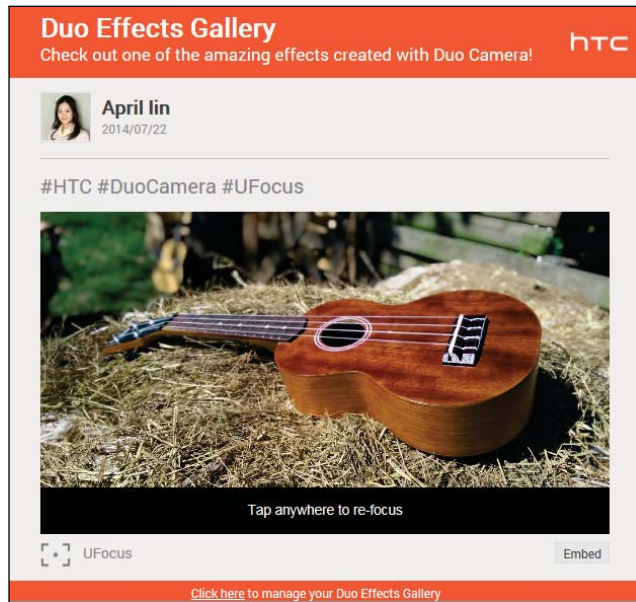 Duo Effects Gallery
Check out one of the amazing effects created with Duo Camera!
hTC
April lin
2014/07/22
#HTC #DuoCamera #UFocus
Tap anywhere to re-focus
UFocus
Embed
Click here to manage your Duo Effects Gallery